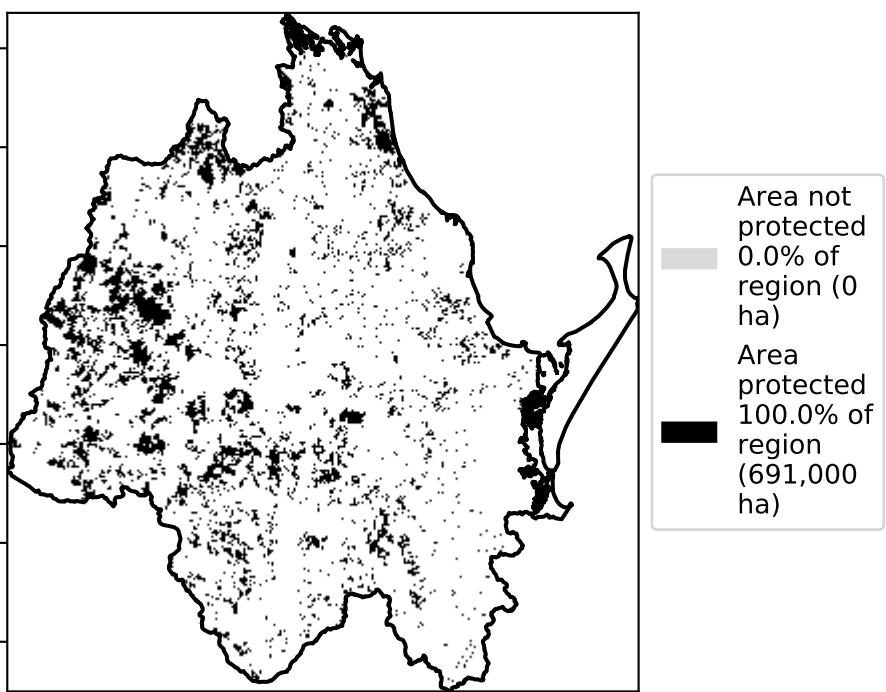 Area not
protected
0.0% of
region (0
ha)
Area
protected
100.0% of
region
(691,000
ha)